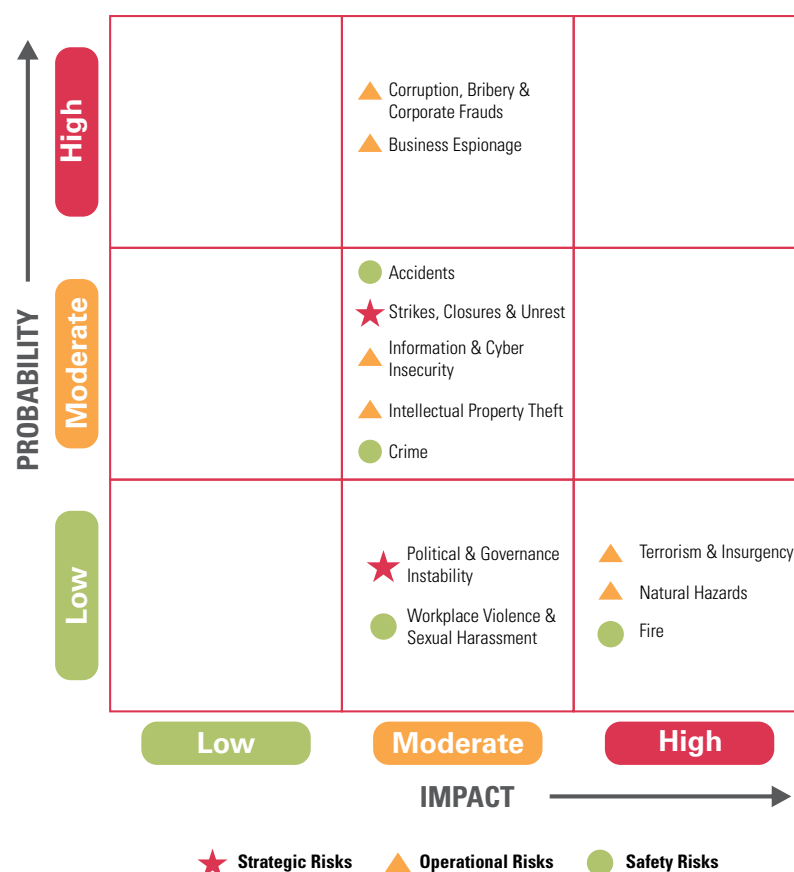 PROBABILITY
High
Corruption, Bribery &
Corporate Frauds
Business Espionage
Moderate
Accidents
Strikes, Closures & Unrest
Information & Cyber
Insecurity
Intellectual Property Theft
Crime
Low
Political & Governance
Instability
Workplace Violence &
Sexual Harassment
Terrorism & Insurgency
Natural Hazards
Fire
Low
Moderate
High
IMPACT
Strategic Risks
Operational Risks
Safety Risks